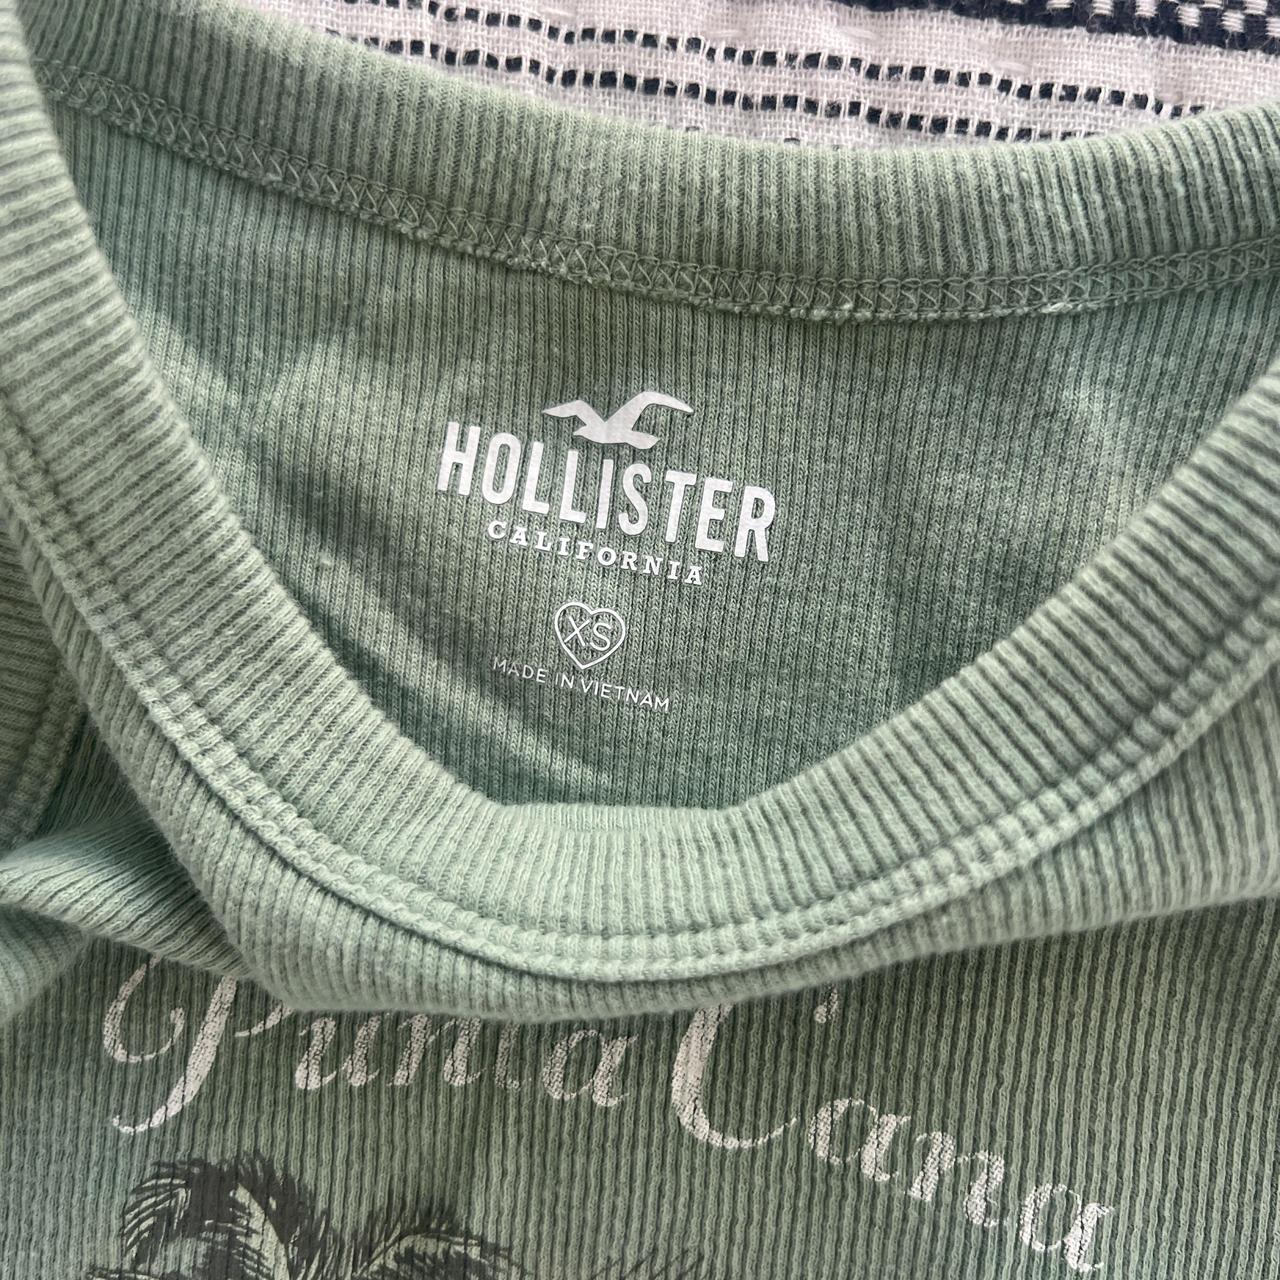 HOLLISTER
CALIFORNIA
XS
MADE IN VIETNAM
Punta Cana